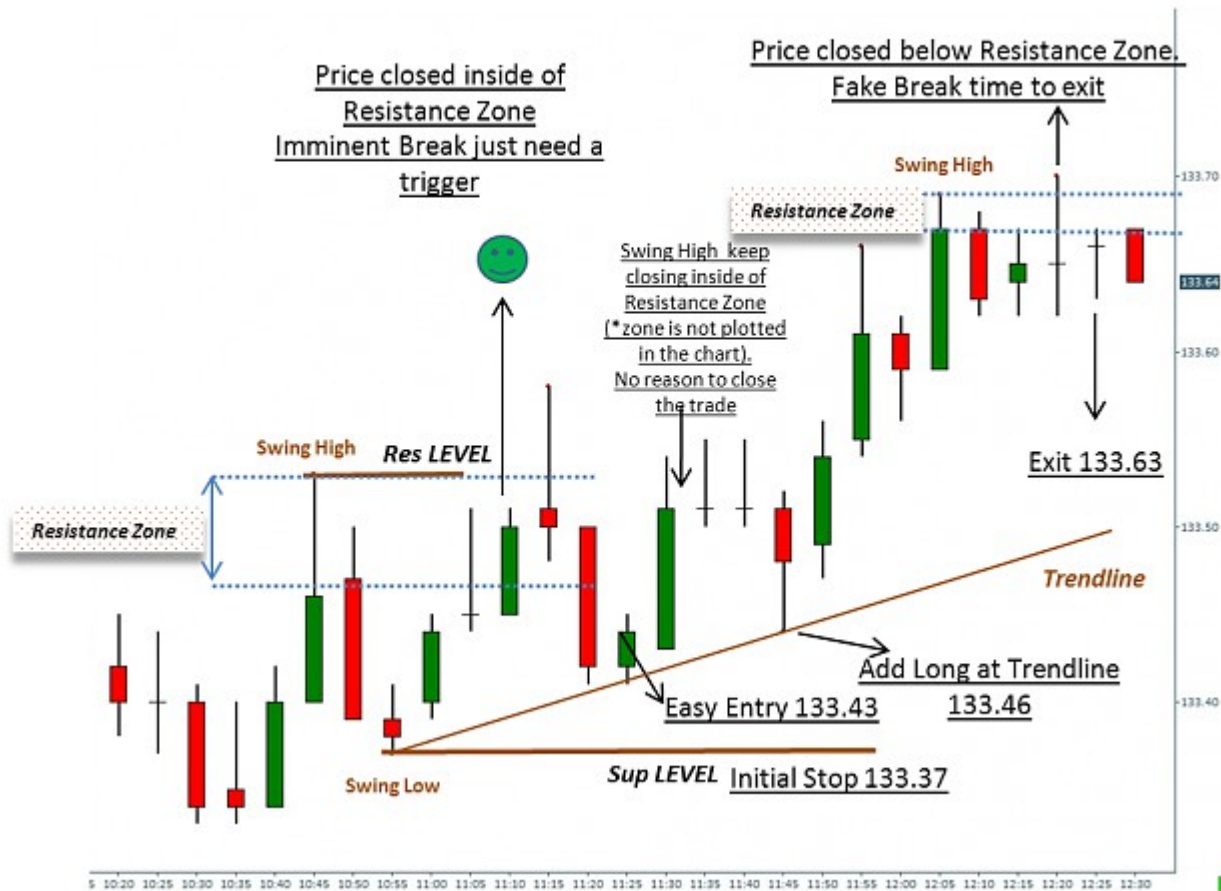 Price closed inside of
Resistance Zone
Imminent Break just need a
trigger
Price closed below Resistance Zone.
Fake Break time to exit
Swing High
Resistance Zone
133.70
Swing High keep
closing inside of
Resistance Zone
(*zone is not plotted
in the chart).
No reason to close
the trade
133.64
133.60
Swing High
Res LEVEL
Exit 133.63
Resistance Zone
133.50
Trendline
Add Long at Trendline
133.46
Easy Entry 133.43
133.40
Swing Low
Sup LEVEL
Initial Stop 133.37
5 10:20 10:25 10:30 10:35 10:40 10:45 10:50 10:55 11:00 11:05 11:10 11:15 11:20 11:25 11:30 11:35 11:40 11:45 11:50 11:55 12:00 12:05 12:10 12:15 12:20 12:25 12:30